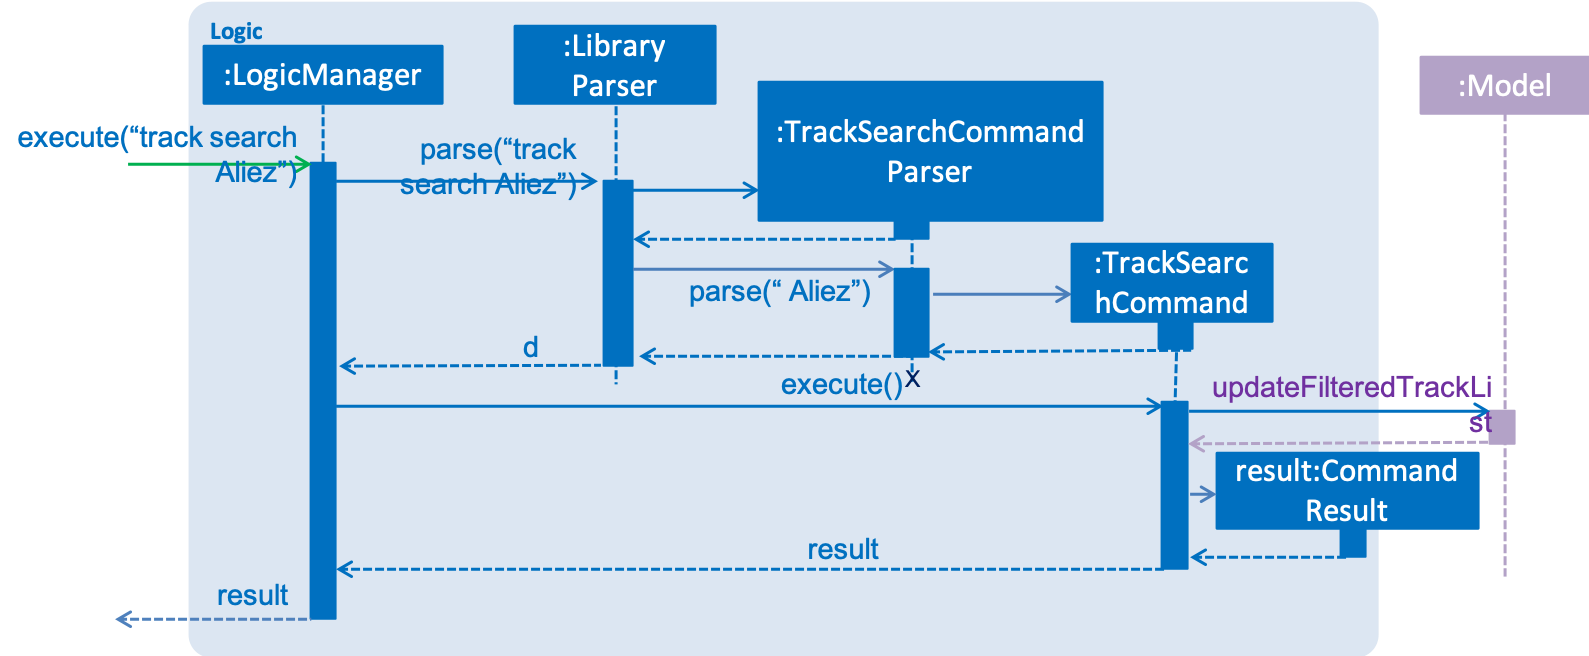 Logic
:LogicManager
:Library
Parser
:TrackSearchCommand
Parser
:Model
execute(“track search
Aliez”)
parse(“track
search Aliez”)
:TrackSearc
hCommand
parse(“ Aliez”)
d
execute()
X
updateFilteredTrackLi
st
result:Command
Result
result
result